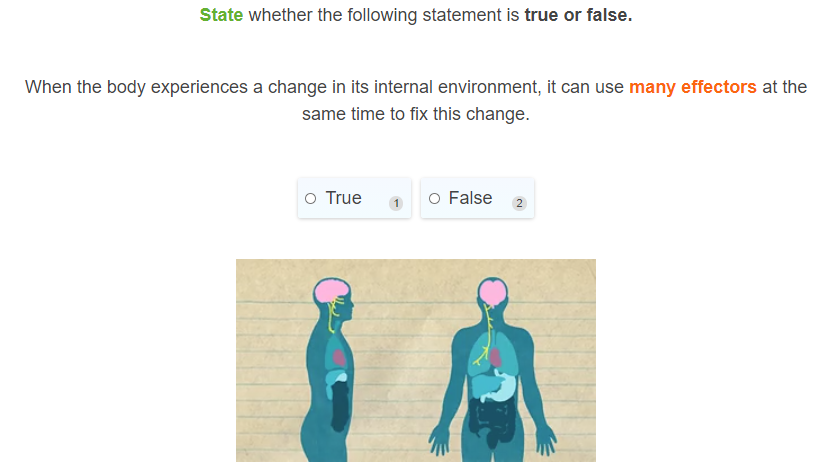 State whether the following statement is true or false.
When the body experiences a change in its internal environment, it can use many effectors at the
same time to fix this change.
True 1 False 2